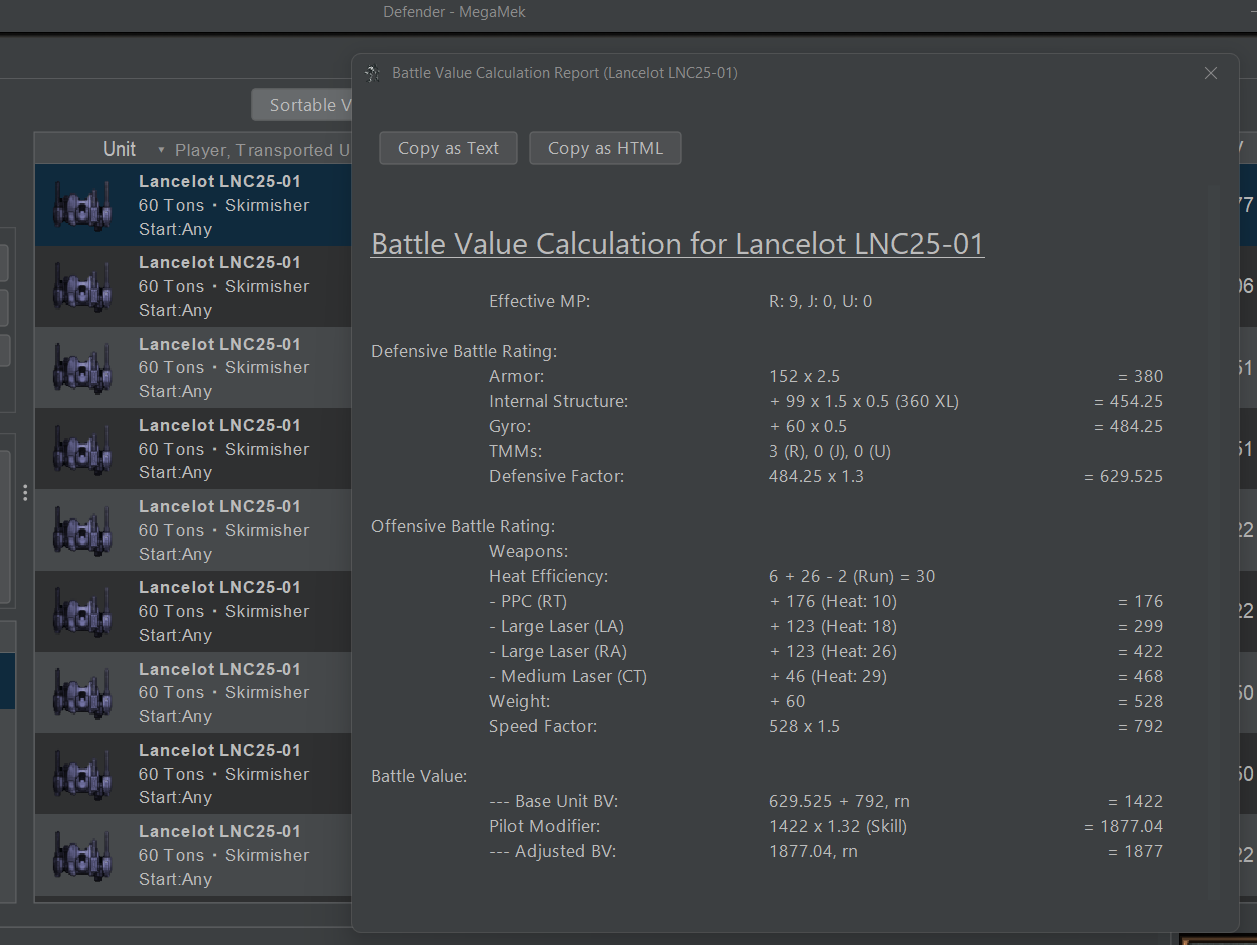 Defender - MegaMek
Battle Value Calculation Report (Lancelot LNC25-01)
Sortable V
Copy as Text
Copy as HTML
Unit ▾ Player, Transported U
Lancelot LNC25-01
60 Tons · Skirmisher
Start:Any
Lancelot LNC25-01
60 Tons · Skirmisher
Start:Any
Lancelot LNC25-01
60 Tons · Skirmisher
Start:Any
Lancelot LNC25-01
60 Tons · Skirmisher
Start:Any
Lancelot LNC25-01
60 Tons · Skirmisher
Start:Any
Lancelot LNC25-01
60 Tons · Skirmisher
Start:Any
Lancelot LNC25-01
60 Tons · Skirmisher
Start:Any
Lancelot LNC25-01
60 Tons · Skirmisher
Start:Any
Lancelot LNC25-01
60 Tons · Skirmisher
Start:Any
Battle Value Calculation for Lancelot LNC25-01
Effective MP: R: 9, J: 0, U: 0
Defensive Battle Rating:
Armor: 152 x 2.5 = 380
Internal Structure: + 99 x 1.5 x 0.5 (360 XL) = 454.25
Gyro: + 60 x 0.5 = 484.25
TMMs: 3 (R), 0 (J), 0 (U)
Defensive Factor: 484.25 x 1.3 = 629.525
Offensive Battle Rating:
Weapons:
Heat Efficiency: 6 + 26 - 2 (Run) = 30
- PPC (RT) + 176 (Heat: 10) = 176
- Large Laser (LA) + 123 (Heat: 18) = 299
- Large Laser (RA) + 123 (Heat: 26) = 422
- Medium Laser (CT) + 46 (Heat: 29) = 468
Weight: + 60 = 528
Speed Factor: 528 x 1.5 = 792
Battle Value:
--- Base Unit BV: 629.525 + 792, rn = 1422
Pilot Modifier: 1422 x 1.32 (Skill) = 1877.04
--- Adjusted BV: 1877.04, rn = 1877
77
06
51
51
22
22
50
50
22